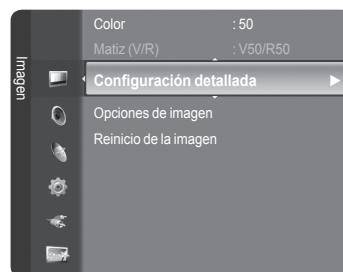 Imagen
Color : 50
Matiz (V/R) : V50/R50
Configuración detallada
Opciones de imagen
Reinicio de la imagen